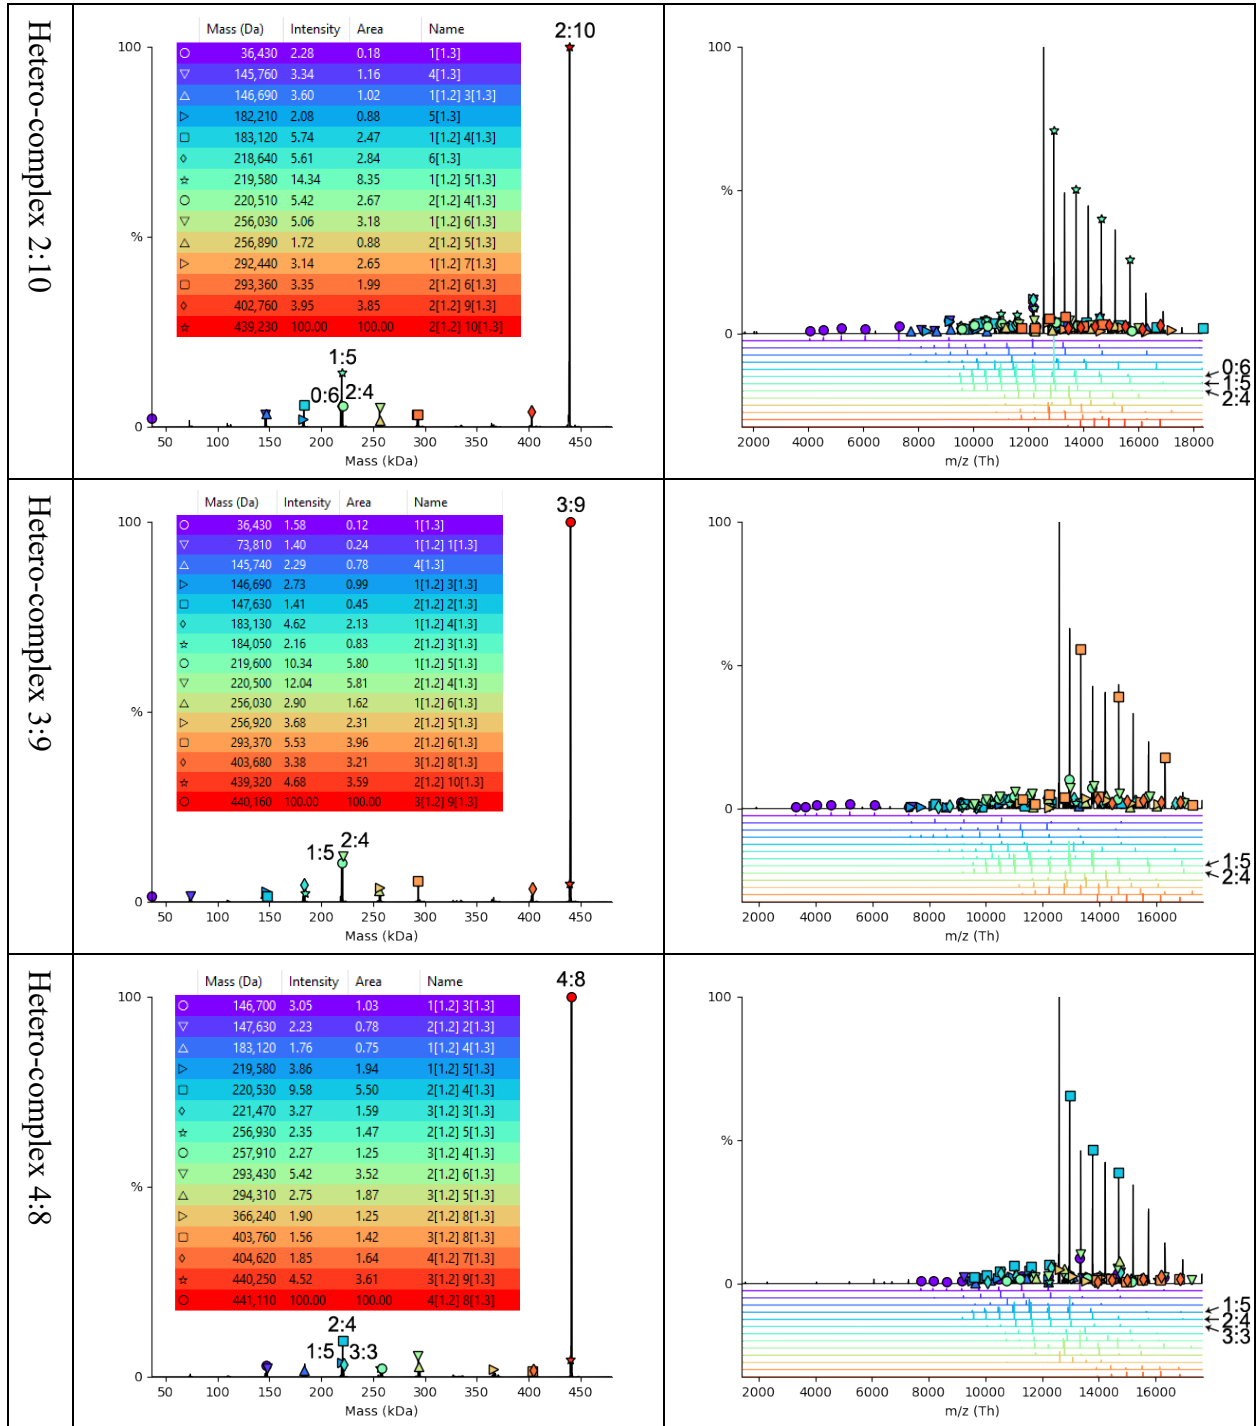 Hetero-complex 2:10
Mass (Da) Intensity Area Name
36,430 2.28 0.18 1[1.3]
145,760 3.34 1.16 4[1.3]
146,690 3.60 1.02 1[1.2] 3[1.3]
182,210 2.08 0.88 5[1.3]
183,120 5.74 2.47 1[1.2] 4[1.3]
218,640 5.61 2.84 6[1.3]
219,580 14.34 8.35 1[1.2] 5[1.3]
220,510 5.42 2.67 2[1.2] 4[1.3]
256,030 5.06 3.18 1[1.2] 6[1.3]
256,890 1.72 0.88 2[1.2] 5[1.3]
292,440 3.14 2.65 1[1.2] 7[1.3]
293,360 3.35 1.99 2[1.2] 6[1.3]
402,760 3.95 3.85 2[1.2] 9[1.3]
439,230 100.00 100.00 2[1.2] 10[1.3]
2:10
1:5
0:6 2:4
100
%
0
50 100 150 200 250 300 350 400 450
Mass (kDa)
100
%
0
0:6
1:5
2:4
2000 4000 6000 8000 10000 12000 14000 16000 18000
m/z (Th)
Hetero-complex 3:9
Mass (Da) Intensity Area Name
36,430 1.58 0.12 1[1.3]
73,810 1.40 0.24 1[1.2] 1[1.3]
145,740 2.29 0.78 4[1.3]
146,690 2.73 0.99 1[1.2] 3[1.3]
147,630 1.41 0.45 2[1.2] 2[1.3]
183,130 4.62 2.13 1[1.2] 4[1.3]
184,050 2.16 0.83 2[1.2] 3[1.3]
219,600 10.34 5.80 1[1.2] 5[1.3]
220,500 12.04 5.81 2[1.2] 4[1.3]
256,030 2.90 1.62 1[1.2] 6[1.3]
256,920 3.68 2.31 2[1.2] 5[1.3]
293,370 5.53 3.96 2[1.2] 6[1.3]
403,680 3.38 3.21 3[1.2] 8[1.3]
439,320 4.68 3.59 2[1.2] 10[1.3]
440,160 100.00 100.00 3[1.2] 9[1.3]
3:9
1:5 2:4
100
%
0
50 100 150 200 250 300 350 400 450
Mass (kDa)
100
%
0
1:5
2:4
2000 4000 6000 8000 10000 12000 14000 16000
m/z (Th)
Hetero-complex 4:8
Mass (Da) Intensity Area Name
146,700 3.05 1.03 1[1.2] 3[1.3]
147,630 2.23 0.78 2[1.2] 2[1.3]
183,120 1.76 0.75 1[1.2] 4[1.3]
219,580 3.86 1.94 1[1.2] 5[1.3]
220,530 9.58 5.50 2[1.2] 4[1.3]
221,470 3.27 1.59 3[1.2] 3[1.3]
256,930 2.35 1.47 2[1.2] 5[1.3]
257,910 2.27 1.25 3[1.2] 4[1.3]
293,430 5.42 3.52 2[1.2] 6[1.3]
294,310 2.75 1.87 3[1.2] 5[1.3]
366,240 1.90 1.25 2[1.2] 8[1.3]
403,760 1.56 1.42 3[1.2] 8[1.3]
404,620 1.85 1.64 4[1.2] 7[1.3]
440,250 4.52 3.61 3[1.2] 9[1.3]
441,110 100.00 100.00 4[1.2] 8[1.3]
4:8
2:4
1:5 3:3
100
%
0
50 100 150 200 250 300 350 400 450
Mass (kDa)
100
%
0
1:5
2:4
3:3
2000 4000 6000 8000 10000 12000 14000 16000
m/z (Th)